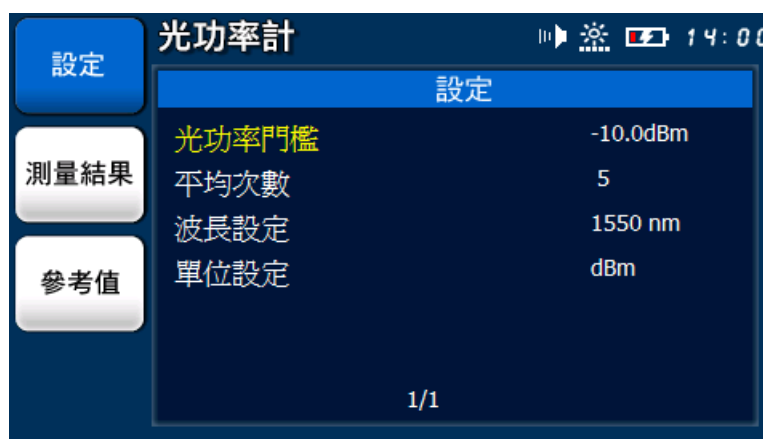 設定
測量結果
參考值
光功率計
14:00
設定
光功率門檻 -10.0dBm
平均次數 5
波長設定 1550 nm
單位設定 dBm
1/1